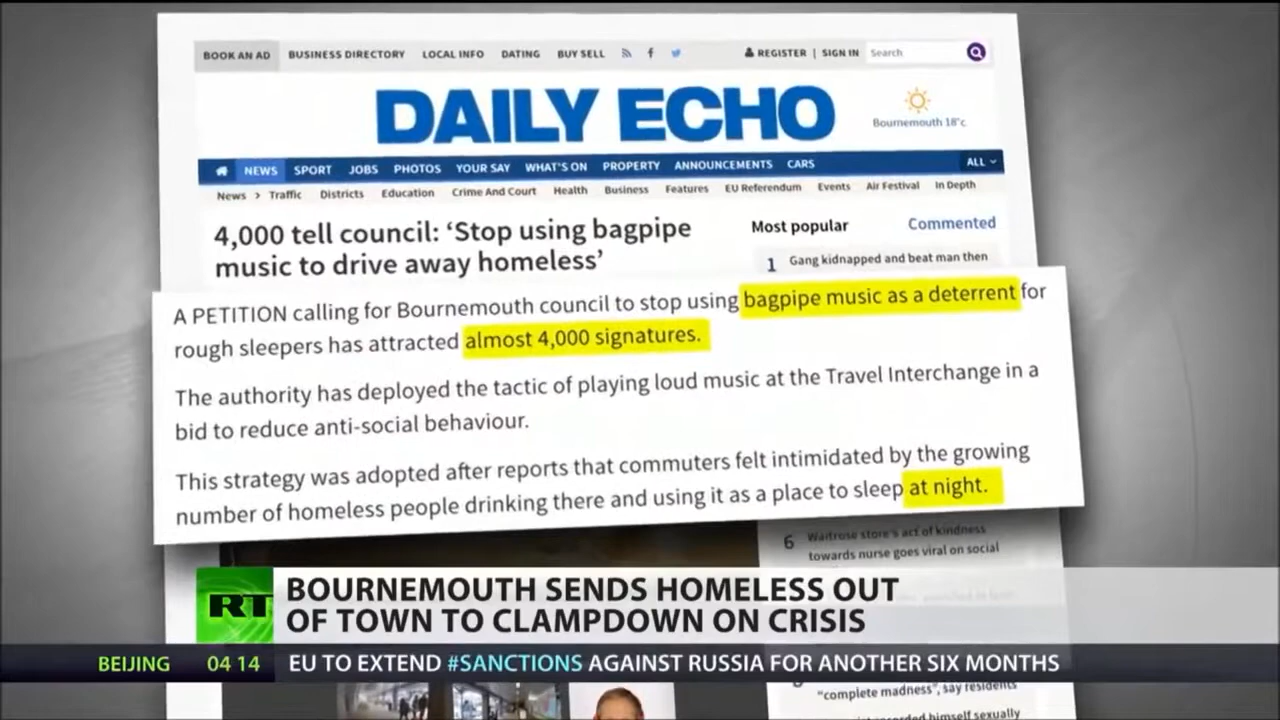 BOOK AN AD BUSINESS DIRECTORY LOCAL INFO DATING BUY SELL REGISTER | SIGN IN Search
DAILY ECHO
Bournemouth 18°c
NEWS SPORT JOBS PHOTOS YOUR SAY WHAT'S ON PROPERTY ANNOUNCEMENTS CARS ALL
News > Traffic Districts Education Crime And Court Health Business Features EU Referendum Events Air Festival In Depth
4,000 tell council: ‘Stop using bagpipe
music to drive away homeless’
Most popular Commented
1 Gang kidnapped and beat man then
A PETITION calling for Bournemouth council to stop using bagpipe music as a deterrent for
rough sleepers has attracted almost 4,000 signatures.
The authority has deployed the tactic of playing loud music at the Travel Interchange in a
bid to reduce anti-social behaviour.
This strategy was adopted after reports that commuters felt intimidated by the growing
number of homeless people drinking there and using it as a place to sleep at night.
6 Waitrose store's act of kindness
towards nurse goes viral on social
RT
BOURNEMOUTH SENDS HOMELESS OUT
OF TOWN TO CLAMPDOWN ON CRISIS
BEIJING 04 14 EU TO EXTEND #SANCTIONS AGAINST RUSSIA FOR ANOTHER SIX MONTHS
"complete madness", say residents
himself sexually